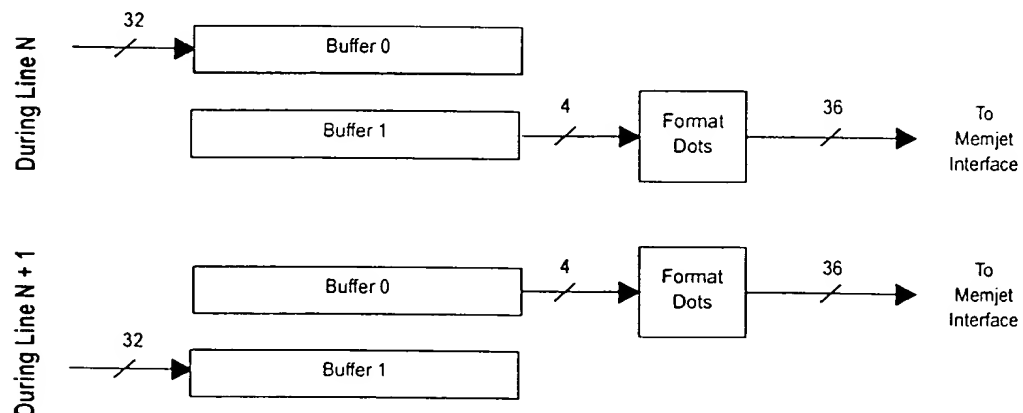 During Line N
32
Buffer 0
Buffer 1
4
Format
Dots
36
To
Memjet
Interface
During Line N + 1
Buffer 0
4
Format
Dots
36
To
Memjet
Interface
32
Buffer 1